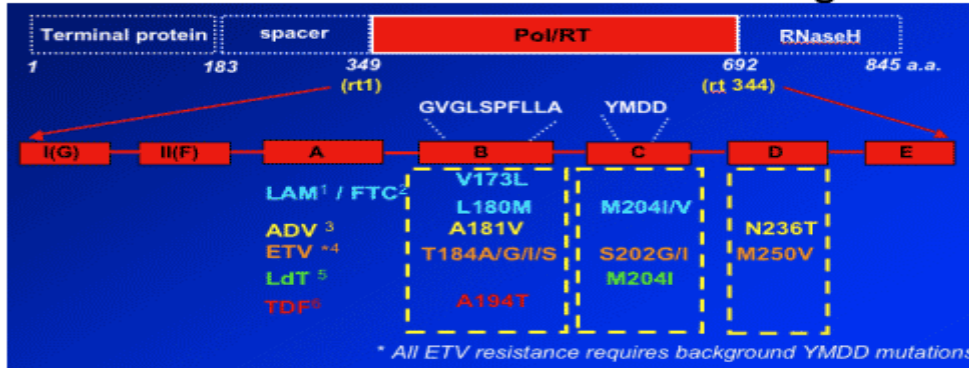 Terminal protein spacer Pol/RT RNaseH
1 183 349 692 845 a.a.
(rt1) (rt 344)
GVGLSPFLLA YMDD
I(G) II(F) A B C D E
V173L
LAM1 / FTC2 L180M M204I/V
ADV 3 A181V N236T
ETV *4 T184A/G/I/S S202G/I M250V
LdT 5 M204I
TDF6 A194T
* All ETV resistance requires background YMDD mutations